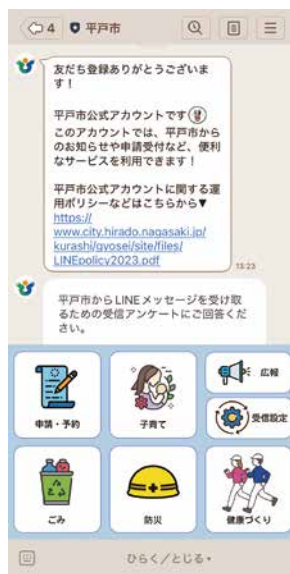 4 平戸市
友だち登録ありがとうございま
す！
平戸市公式アカウントです
このアカウントでは、平戸市から
のお知らせや申請受付など、便利
なサービスを利用できます！
平戸市公式アカウントに関する運
用ポリシーなどはこちらから▼
https://
www.city.hirado.nagasaki.jp/
kurashi/gyosei/site/files/
LINEpolicy2023.pdf
13:23
平戸市からLINEメッセージを受け取
るための受信アンケートにご回答くだ
さい。
申請・予約
子育て
広報
受信設定
ごみ
防災
健康づくり
ひらく／とじる▾